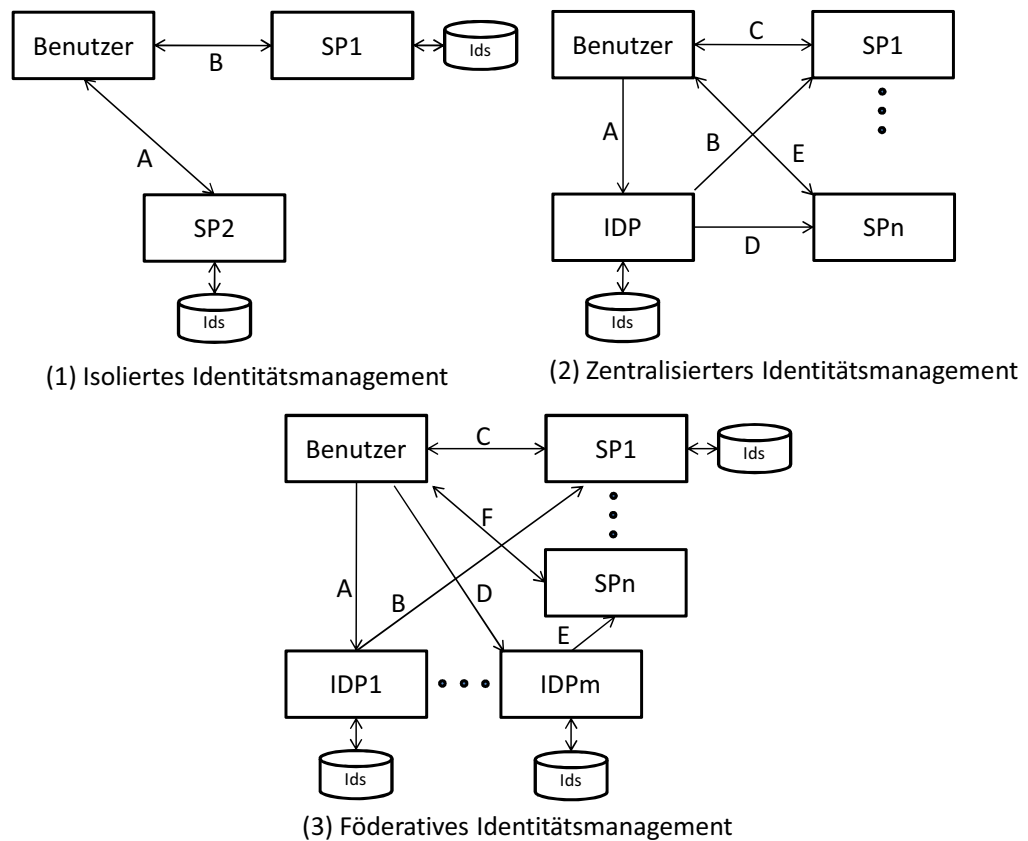 Benutzer
B
SP1
Ids
A
SP2
Ids
(1) Isoliertes Identitätsmanagement
Benutzer
C
SP1
A
B
E
IDP
D
SPn
Ids
(2) Zentralisierters Identitätsmanagement
Benutzer
C
SP1
Ids
F
SPn
A
B
D
E
IDP1
IDPm
Ids
Ids
(3) Föderatives Identitätsmanagement